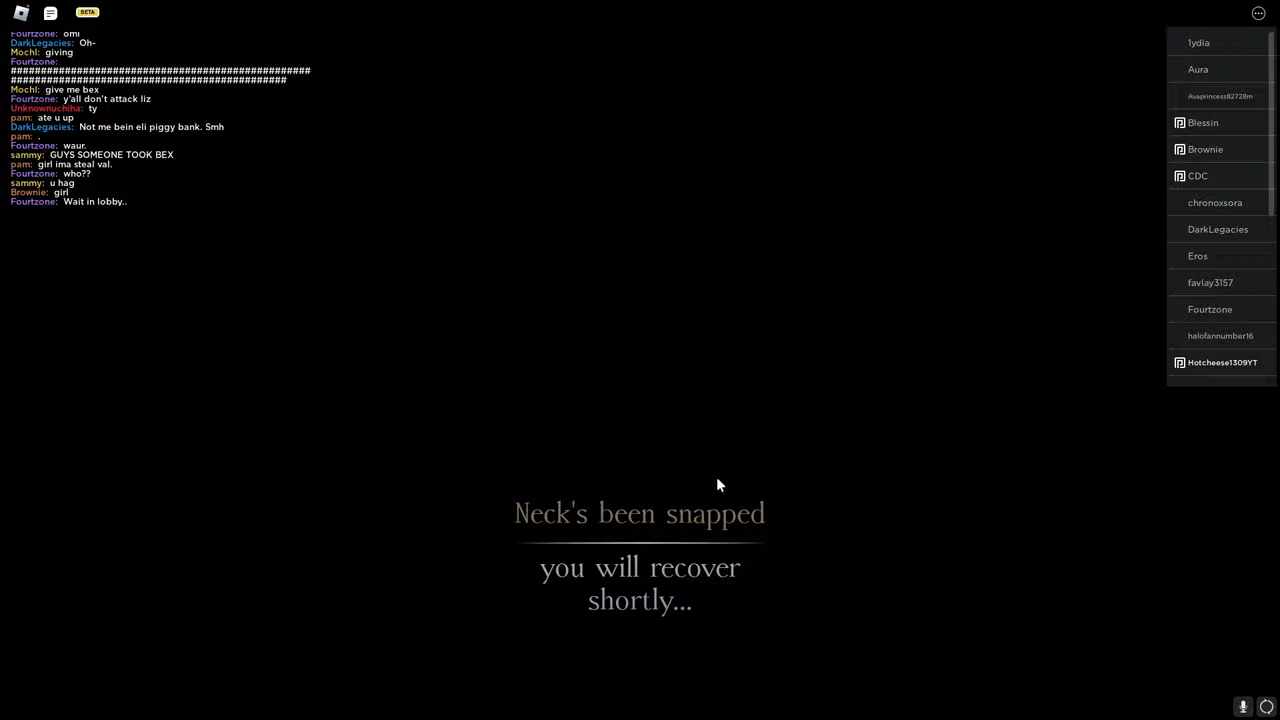 BETA
Fourtzone: omi
DarkLegacies: Oh-
Mochl: giving
Fourtzone:
##################################################
##############################################
Mochl: give me bex
Fourtzone: y'all don't attack liz
Unknownuchiha: ty
pam: ate u up
DarkLegacies: Not me bein eli piggy bank. Smh
pam: .
Fourtzone: waur.
sammy: GUYS SOMEONE TOOK BEX
pam: girl ima steal val.
Fourtzone: who??
sammy: u hag
Brownie: girl
Fourtzone: Wait in lobby..
1ydia
Aura
Avaprincess82728m
Blessin
Brownie
CDC
chronoxsora
DarkLegacies
Eros
favlay3157
Fourtzone
halofannumber16
Hotcheese1309YT
Neck's been snapped
you will recover
shortly...